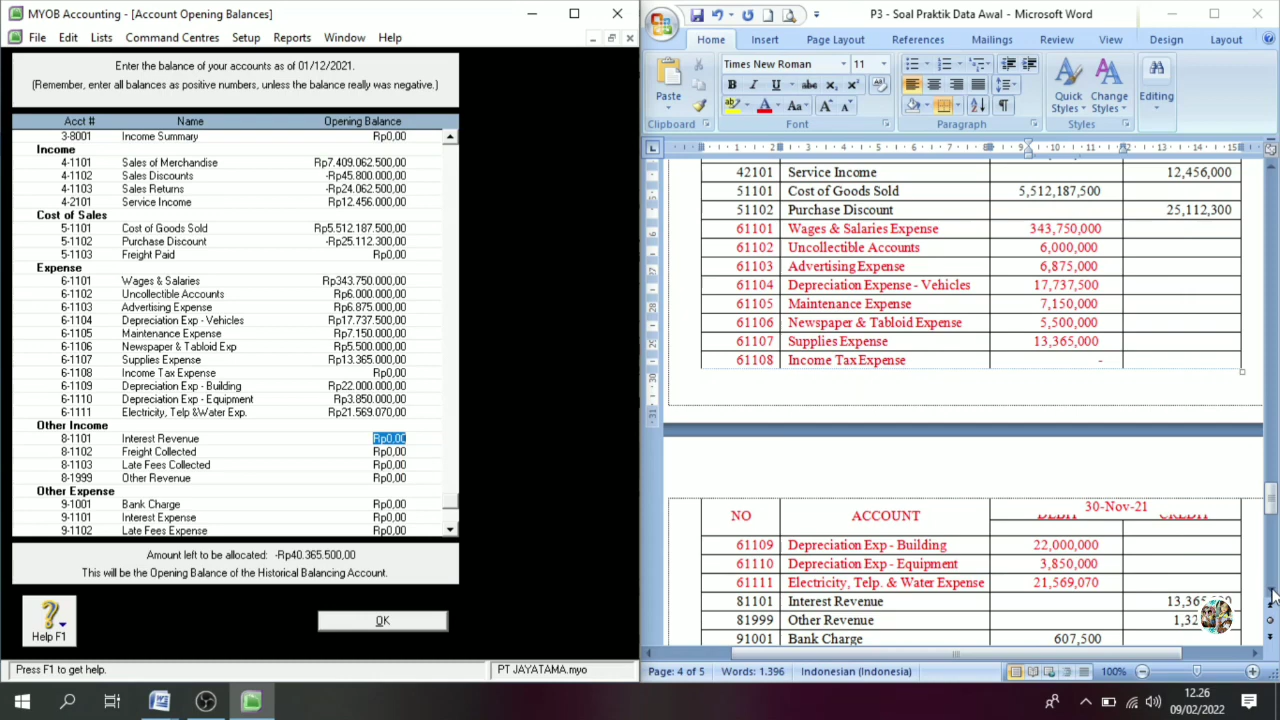 MYOB Accounting - [Account Opening Balances]
File Edit Lists Command Centres Setup Reports Window Help
Enter the balance of your accounts as of 01/12/2021.
(Remember, enter all balances as positive numbers, unless the balance really was negative.)
Acct # Name Opening Balance
3-8001 Income Summary Rp0,00
Income
4-1101 Sales of Merchandise Rp7.409.062.500,00
4-1102 Sales Discounts -Rp45.800.000,00
4-1103 Sales Returns -Rp24.062.500,00
4-2101 Service Income Rp12.456.000,00
Cost of Sales
5-1101 Cost of Goods Sold Rp5.512.187.500,00
5-1102 Purchase Discount -Rp25.112.300,00
5-1103 Freight Paid Rp0,00
Expense
6-1101 Wages & Salaries Rp343.750.000,00
6-1102 Uncollectible Accounts Rp6.000.000,00
6-1103 Advertising Expense Rp6.875.000,00
6-1104 Depreciation Exp - Vehicles Rp17.737.500,00
6-1105 Maintenance Expense Rp7.150.000,00
6-1106 Newspaper & Tabloid Exp Rp5.500.000,00
6-1107 Supplies Expense Rp13.365.000,00
6-1108 Income Tax Expense Rp0,00
6-1109 Depreciation Exp - Building Rp22.000.000,00
6-1110 Depreciation Exp - Equipment Rp3.850.000,00
6-1111 Electricity, Telp &Water Exp. Rp21.569.070,00
Other Income
8-1101 Interest Revenue Rp0,00
8-1102 Freight Collected Rp0,00
8-1103 Late Fees Collected Rp0,00
8-1999 Other Revenue Rp0,00
Other Expense
9-1001 Bank Charge Rp0,00
9-1101 Interest Expense Rp0,00
9-1102 Late Fees Expense Rp0,00
Amount left to be allocated: -Rp40.365.500,00
This will be the Opening Balance of the Historical Balancing Account.
Help F1
OK
Press F1 to get help. PT JAYATAMA.myo
P3 - Soal Praktik Data Awal - Microsoft Word
Home Insert Page Layout References Mailings Review View Design Layout
Times New Roman 11
Paste
Quick Styles
Change Styles
Editing
Clipboard Font Paragraph Styles
42101 Service Income 12,456,000
51101 Cost of Goods Sold 5,512,187,500
51102 Purchase Discount 25,112,300
61101 Wages & Salaries Expense 343,750,000
61102 Uncollectible Accounts 6,000,000
61103 Advertising Expense 6,875,000
61104 Depreciation Expense - Vehicles 17,737,500
61105 Maintenance Expense 7,150,000
61106 Newspaper & Tabloid Expense 5,500,000
61107 Supplies Expense 13,365,000
61108 Income Tax Expense -
NO ACCOUNT 30-Nov-21
DEBIT CREDIT
61109 Depreciation Exp - Building 22,000,000
61110 Depreciation Exp - Equipment 3,850,000
61111 Electricity, Telp. & Water Expense 21,569,070
81101 Interest Revenue
81999 Other Revenue
91001 Bank Charge 607,500
Page: 4 of 5 Words: 1.396 Indonesian (Indonesia) 100%
12.26
09/02/2022